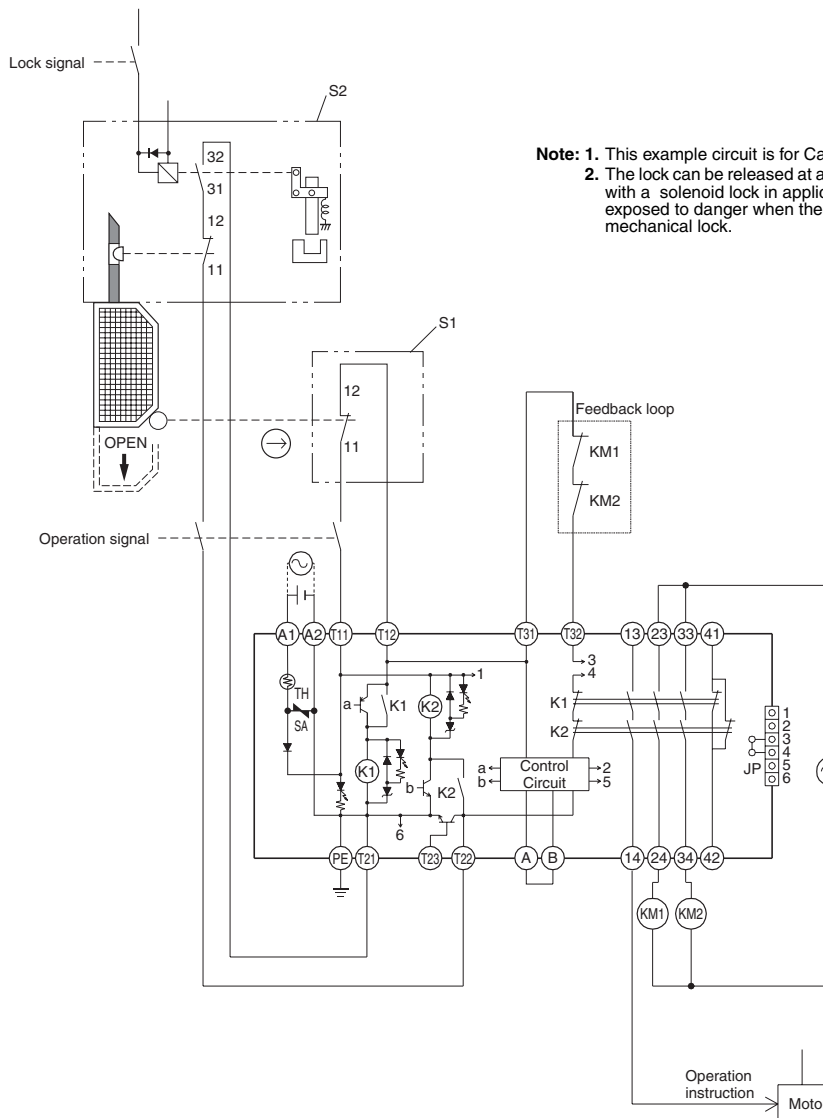 Lock signal
S2
32
31
12
11
Note: 1. This example circuit is for Ca
2. The lock can be released at a
with a solenoid lock in applic
exposed to danger when the
mechanical lock.
S1
12
11
OPEN
Feedback loop
KM1
KM2
Operation signal
A1 A2 T11 T12 T31 T32 13 23 33 41
TH
SA
a K1 K2 1
3
4
K1
K2
K1
b K2
6
a Control Circuit 2
b 5
JP
1
2
3
4
5
6
PE T21 T23 T22 A B 14 24 34 42
KM1 KM2
Operation
instruction
Moto